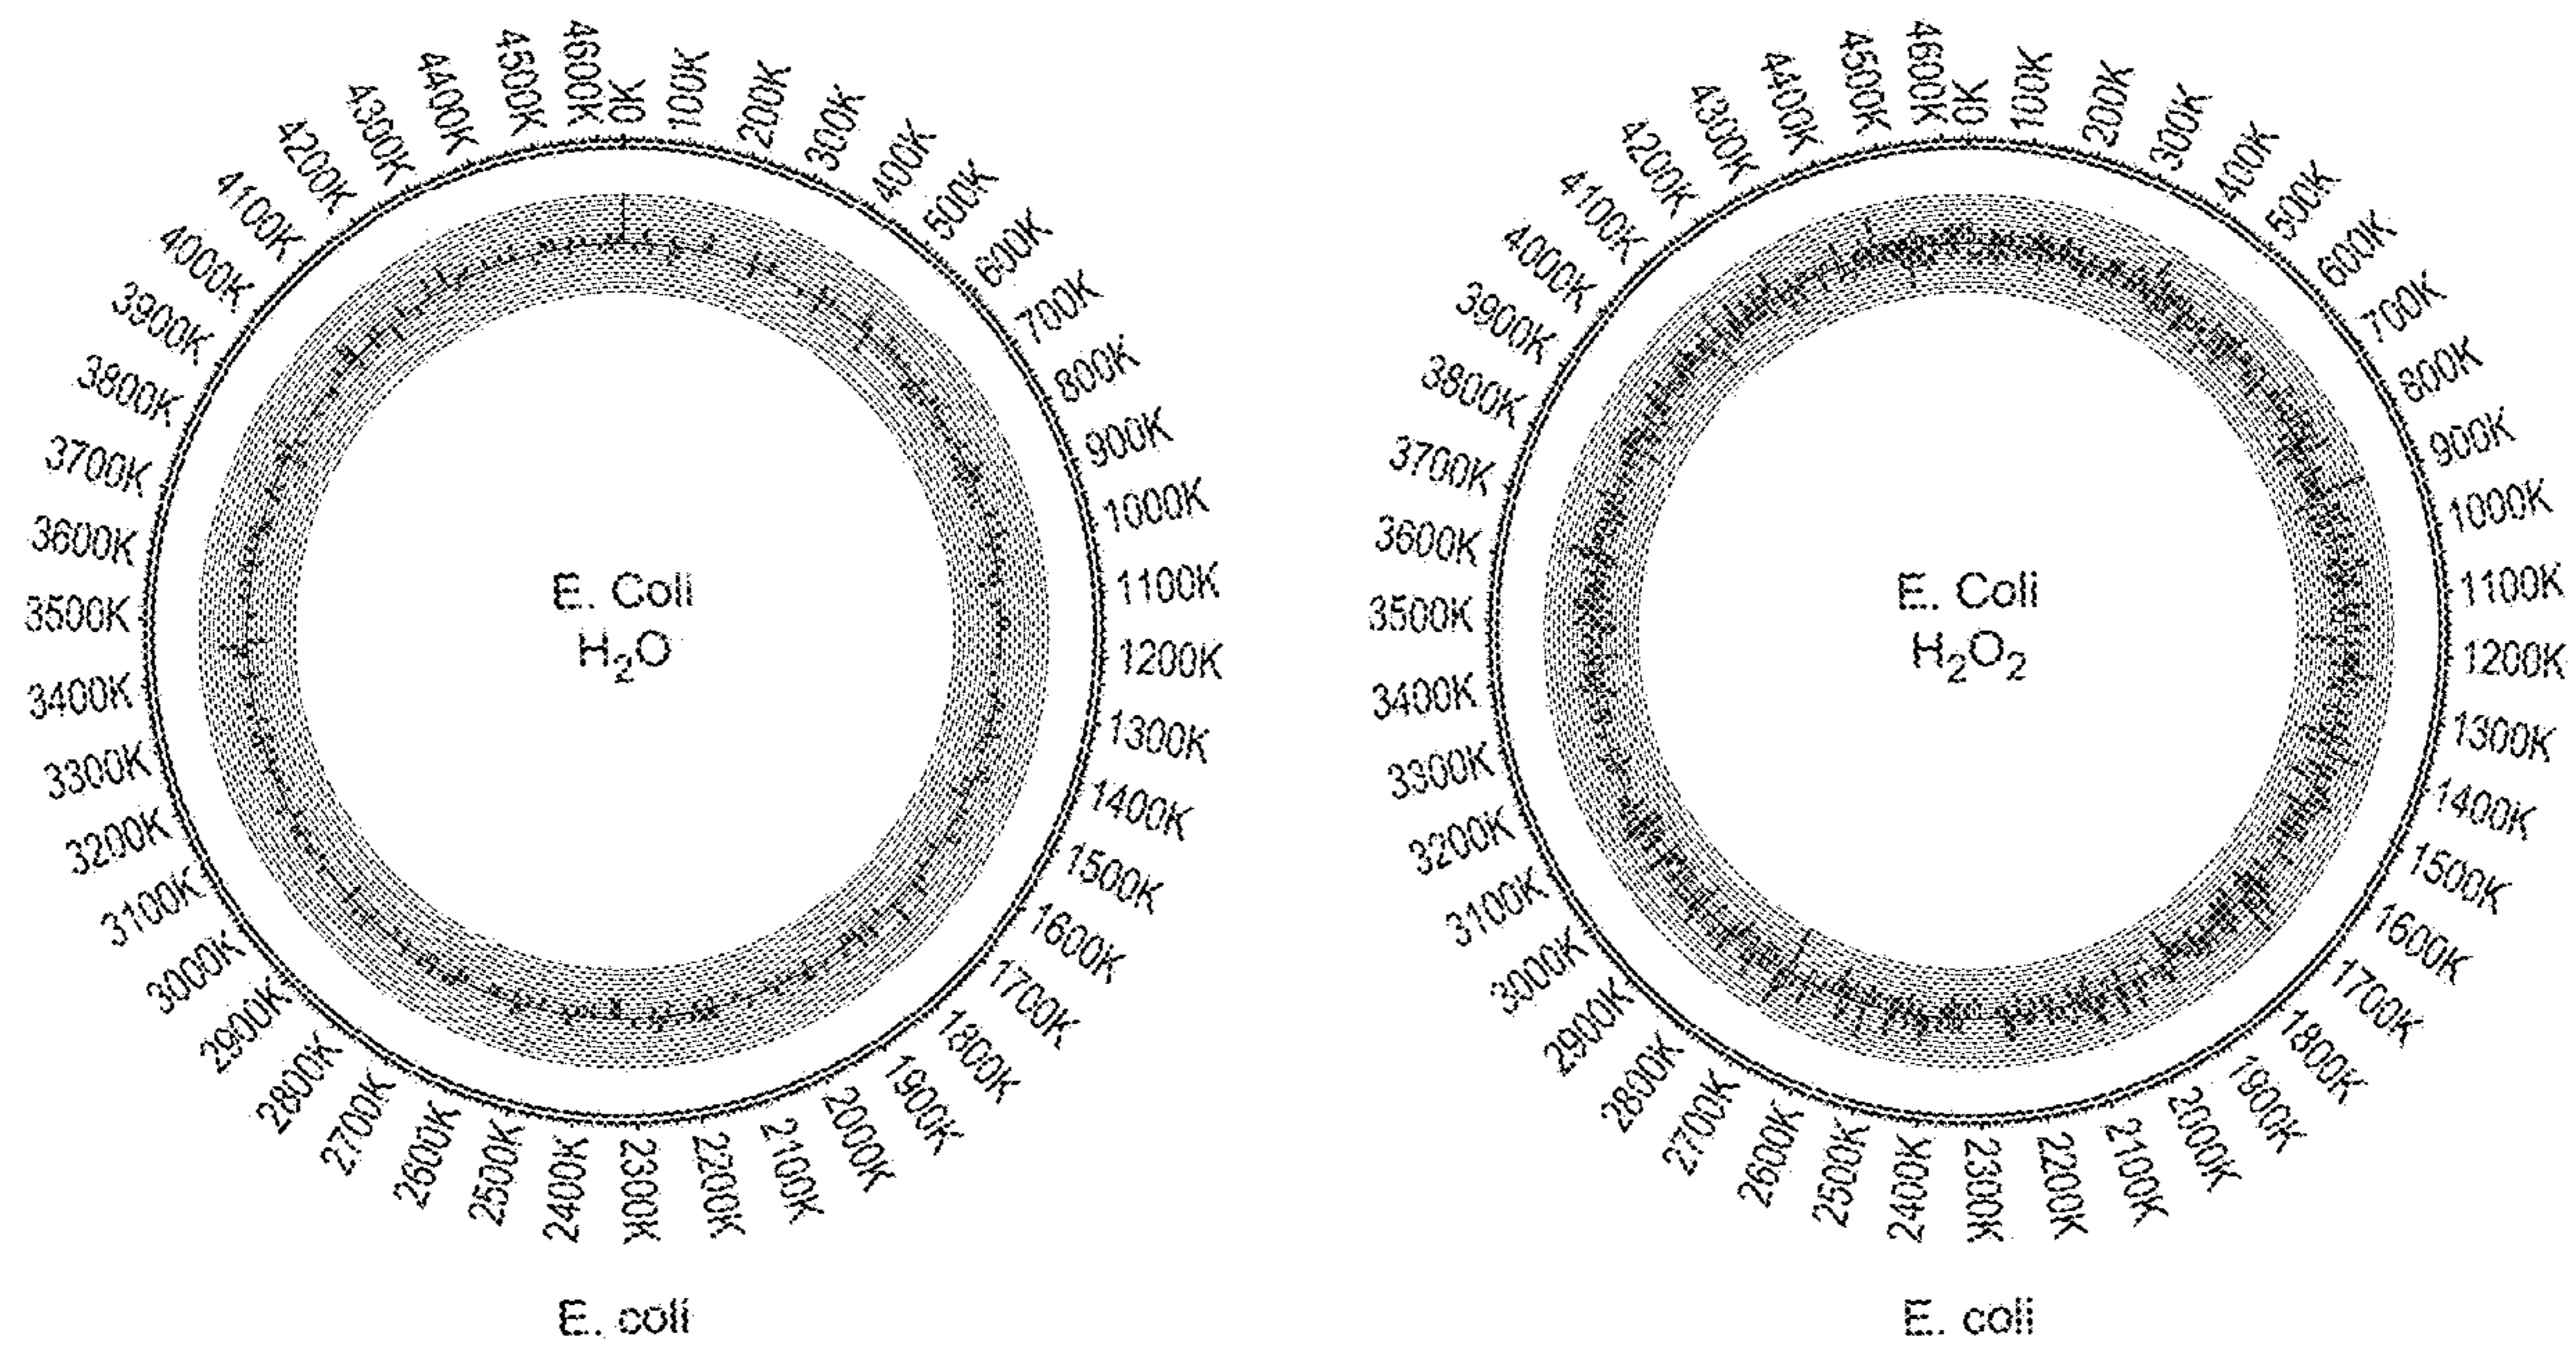 0K
100K
200K
300K
400K
500K
600K
700K
800K
900K
1000K
1100K
1200K
1300K
1400K
1500K
1600K
1700K
1800K
1900K
2000K
2100K
2200K
2300K
2400K
2500K
2600K
2700K
2800K
2900K
3000K
3100K
3200K
3300K
3400K
3500K
3600K
3700K
3800K
3900K
4000K
4100K
4200K
4300K
4400K
4500K
4600K
E. Coli
H₂O
E. coli
0K
100K
200K
300K
400K
500K
600K
700K
800K
900K
1000K
1100K
1200K
1300K
1400K
1500K
1600K
1700K
1800K
1900K
2000K
2100K
2200K
2300K
2400K
2500K
2600K
2700K
2800K
2900K
3000K
3100K
3200K
3300K
3400K
3500K
3600K
3700K
3800K
3900K
4000K
4100K
4200K
4300K
4400K
4500K
4600K
E. Coli
H₂O₂
E. coli